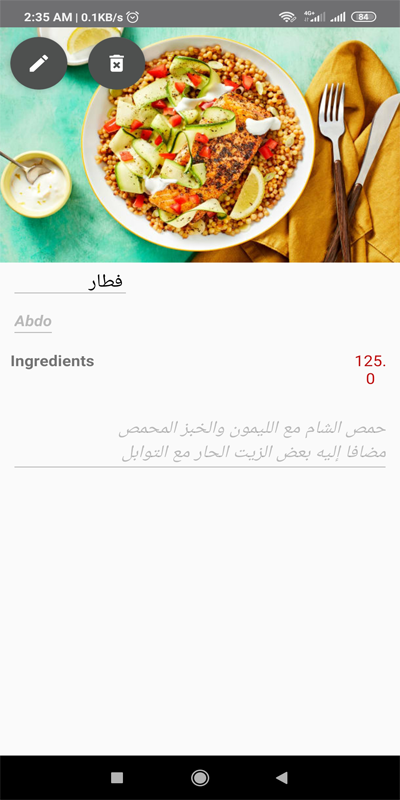 2:35 AM | 0.1KB/s 4G+ 84
فطار
Abdo
Ingredients
125.
0
حمص الشام مع الليمون والخبز المحمص
مضافا إليه بعض الزيت الحار مع التوابل